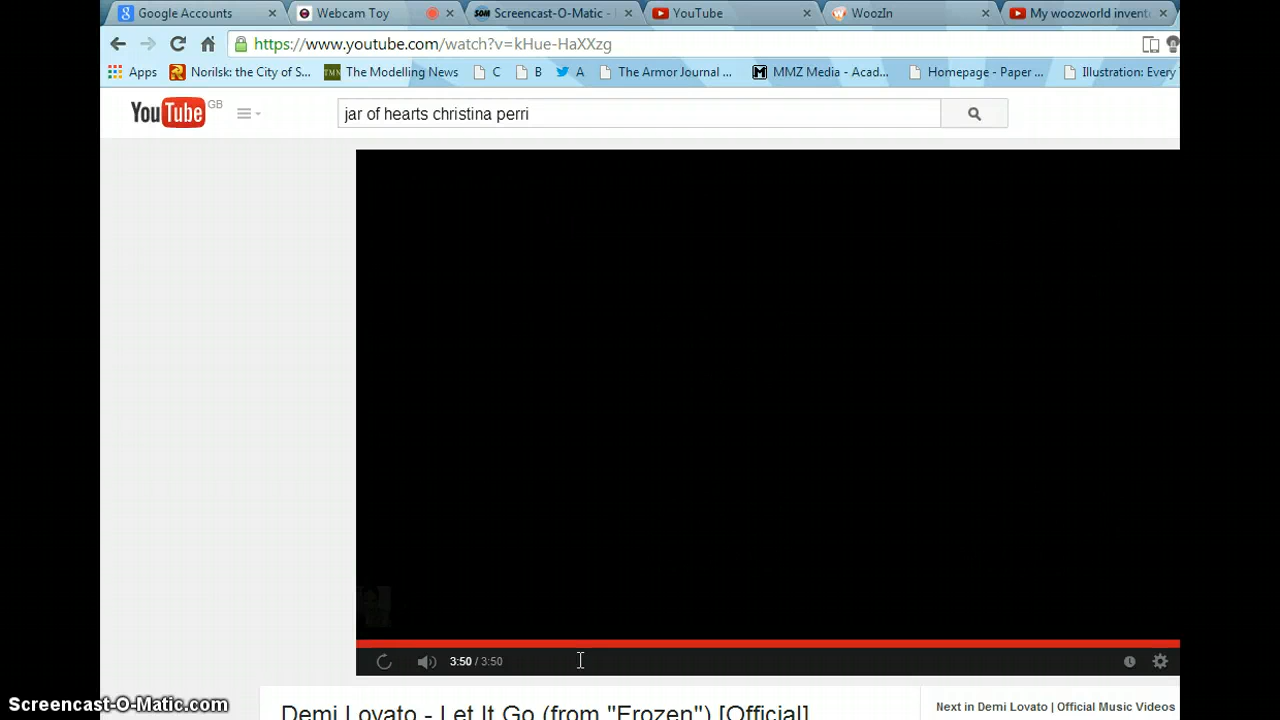 Google Accounts Webcam Toy Screencast-O-Matic - YouTube WoozIn My woozworld invent
https://www.youtube.com/watch?v=kHue-HaXXzg
Apps Norilsk: the City of S... TMN The Modelling News C B A The Armor Journal ... M MMZ Media - Acad... Homepage - Paper ... Illustration: Every
YouTube GB jar of hearts christina perri
3:50 / 3:50
Demi Lovato - Let It Go (from "Frozen") [Official] Next in Demi Lovato | Official Music Videos
Screencast-O-Matic.com